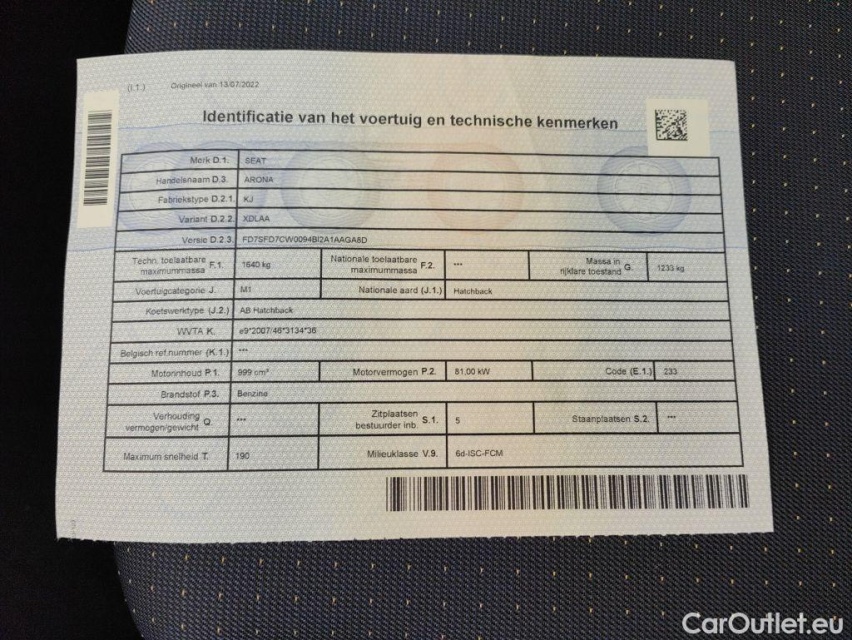 (I.1.) Origineel van 13/07/2022
Identificatie van het voertuig en technische kenmerken
Merk D.1. SEAT
Handelsnaam D.3. ARONA
Fabriekstype D.2.1. KJ
Variant D.2.2. XDLAA
Versie D.2.3. FD7SFD7CW0094BI2A1AAGA8D
Techn. toelaatbare maximummassa F.1. 1640 kg Nationale toelaatbare maximummassa F.2. *** Massa in rijklare toestand G. 1233 kg
Voertuigcategorie J. M1 Nationale aard (J.1.) Hatchback
Koetswerktype (J.2.) AB Hatchback
WVTA K. e9*2007/46*3134*36
Belgisch ref.nummer (K.1.) ***
Motorinhoud P.1. 999 cm³ Motorvermogen P.2. 81,00 kW Code (E.1.) 233
Brandstof P.3. Benzine
Verhouding vermogen/gewicht Q. *** Zitplaatsen bestuurder inb. S.1. 5 Staanplaatsen S.2. ***
Maximum snelheid T. 190 Milieuklasse V.9. 6d-ISC-FCM
CarOutlet.eu